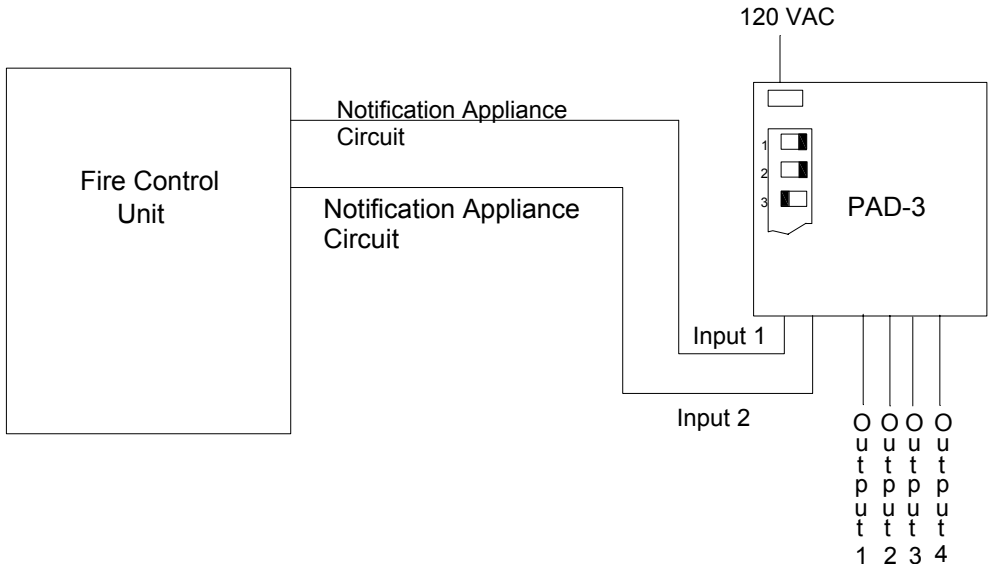 120 VAC
Notification Appliance
Circuit
Fire Control
Unit
Notification Appliance
Circuit
1
2
3
PAD-3
Input 1
Input 2
Output 1
Output 2
Output 3
Output 4